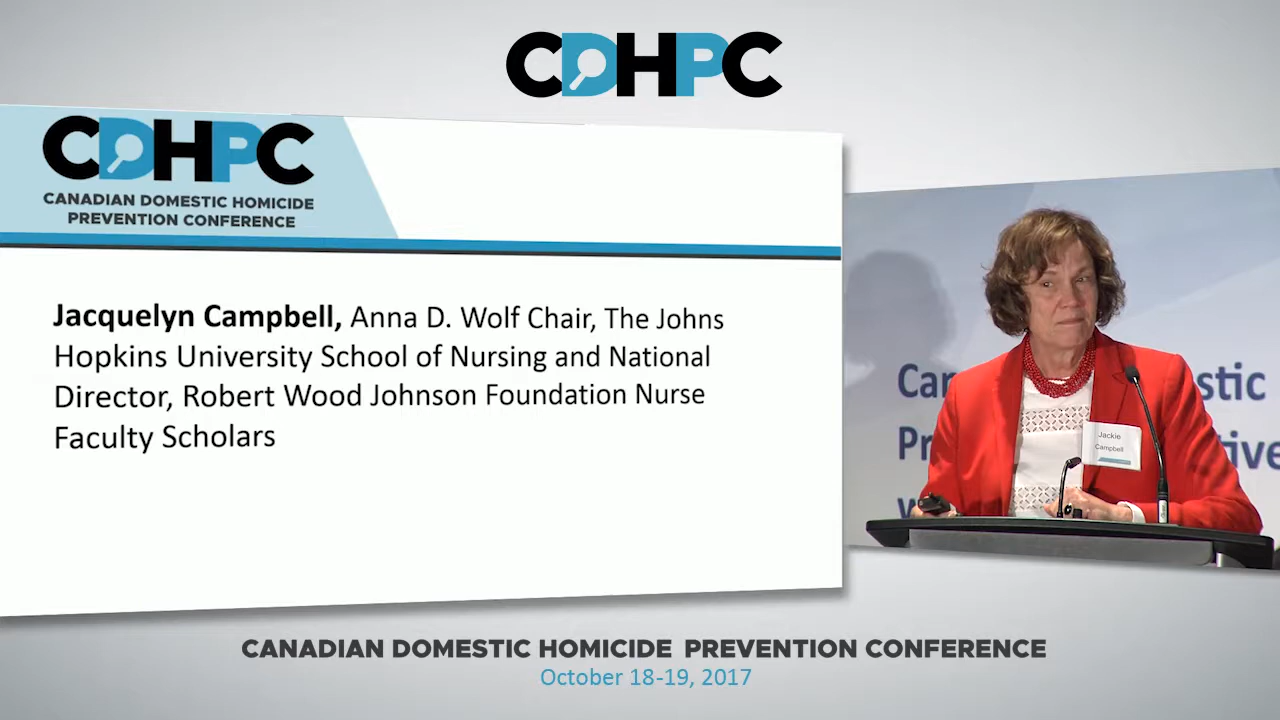 CDHPC
CDHPC
CANADIAN DOMESTIC HOMICIDE
PREVENTION CONFERENCE
Jacquelyn Campbell, Anna D. Wolf Chair, The Johns
Hopkins University School of Nursing and National
Director, Robert Wood Johnson Foundation Nurse
Faculty Scholars
Jackie
Campbell
CANADIAN DOMESTIC HOMICIDE PREVENTION CONFERENCE
October 18-19, 2017